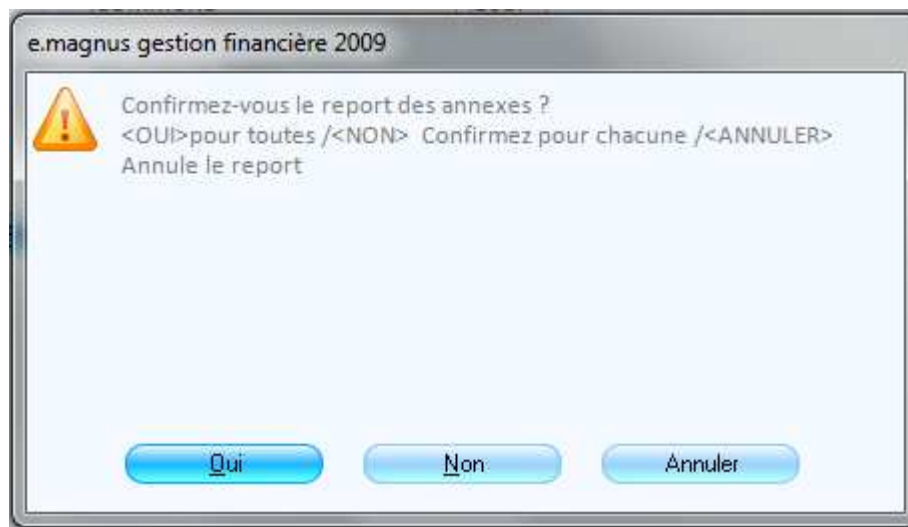 e.magnus gestion financière 2009
Confirmez-vous le report des annexes ?
<OUI>pour toutes /<NON>  Confirmez pour chacune /<ANNULER>
Annule le report
Oui
Non
Annuler